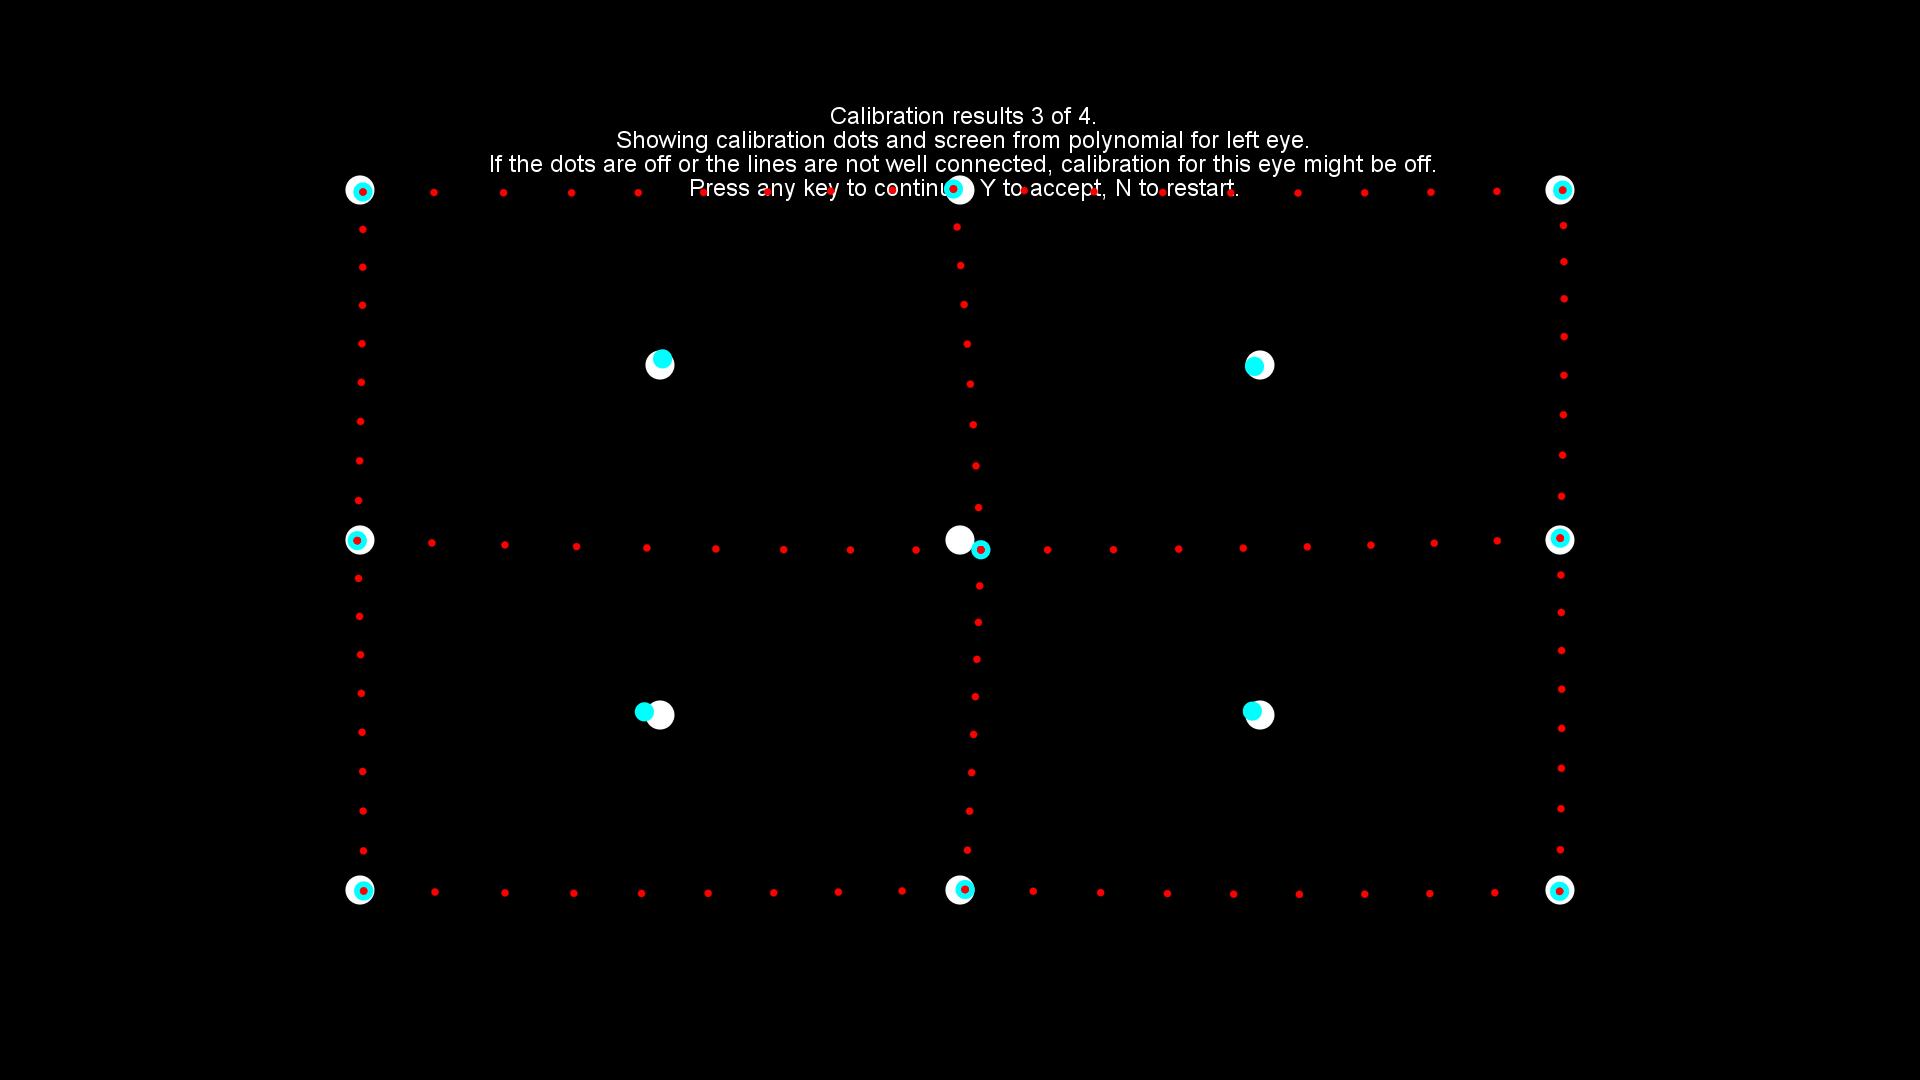 Calibration results 3 of 4.
Showing calibration dots and screen from polynomial for left eye.
If the dots are off or the lines are not well connected, calibration for this eye might be off.
Press any key to continue, Y to accept, N to restart.